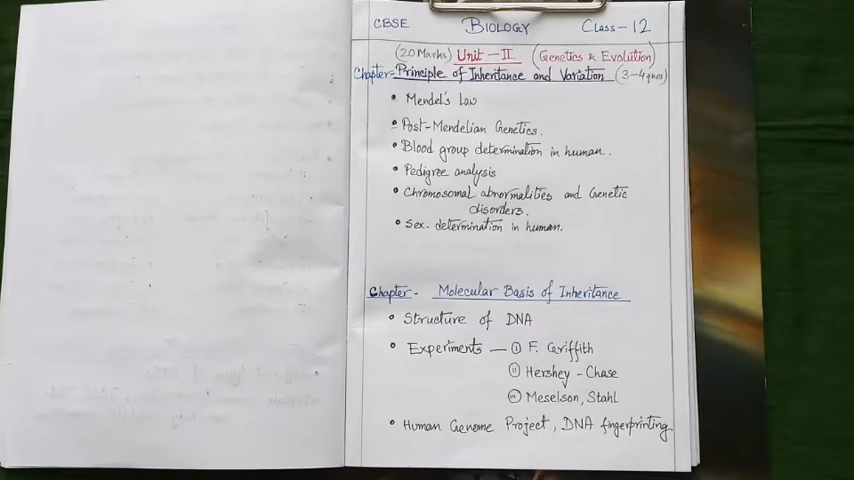 CBSE BIOLOGY Class-12
(20 Marks) Unit-II (Genetics & Evolution)
Chapter- Principle of Inheritance and Variation (3-4 ques)
• Mendel's Law
• Post-Mendelian Genetics.
• Blood group determination in human.
• Pedigree analysis
• Chromosomal abnormalities and Genetic
disorders.
• Sex-determination in human.
Chapter- Molecular Basis of Inheritance
• Structure of DNA
• Experiments — (i) F. Griffith
(ii) Hershey-Chase
(iii) Meselson, Stahl
• Human Genome Project, DNA fingerprinting